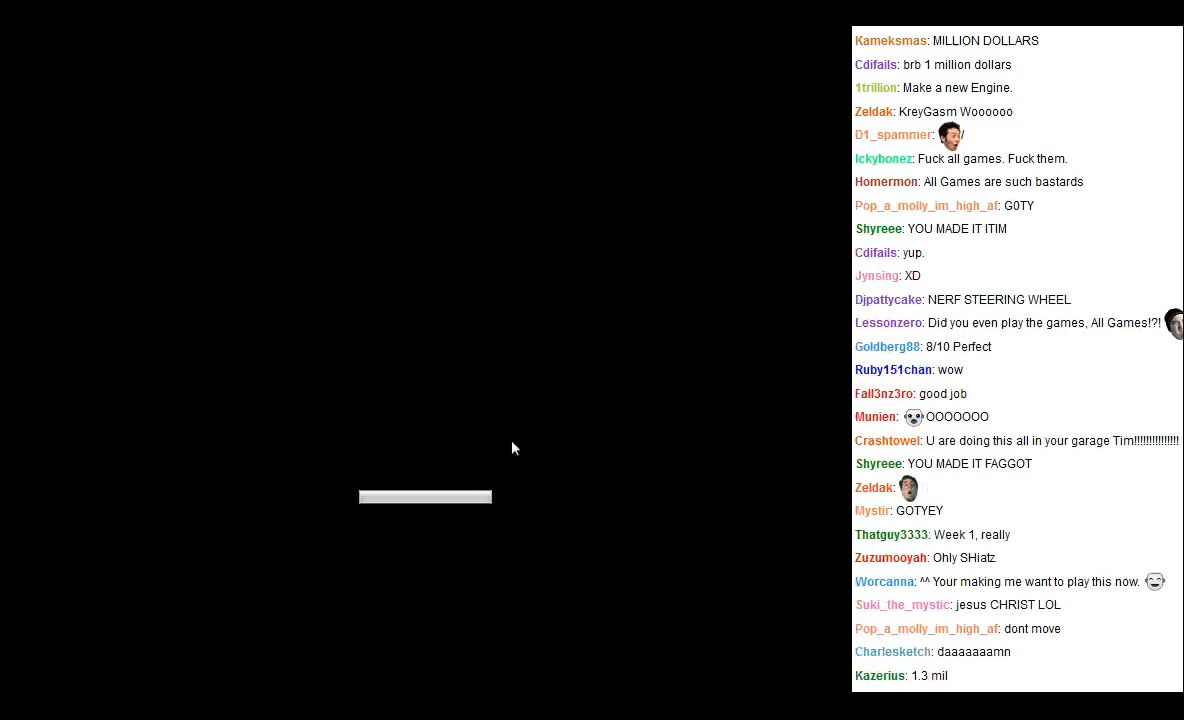 Kameksmas: MILLION DOLLARS
Cdifails: brb 1 million dollars
1trillion: Make a new Engine.
Zeldak: KreyGasm Woooooo
D1_spammer: /
Ickybonez: Fuck all games. Fuck them.
Homermon: All Games are such bastards
Pop_a_molly_im_high_af: G0TY
Shyreee: YOU MADE IT ITIM
Cdifails: yup.
Jynsing: XD
Djpattycake: NERF STEERING WHEEL
Lessonzero: Did you even play the games, All Games!?!
Goldberg88: 8/10 Perfect
Ruby151chan: wow
Fall3nz3ro: good job
Munien: OOOOOOO
Crashtowel: U are doing this all in your garage Tim!!!!!!!!!!!!!!!
Shyreee: YOU MADE IT FAGGOT
Zeldak:
Mystir: GOTYEY
Thatguy3333: Week 1, really
Zuzumooyah: Ohly SHiatz
Worcanna: ^^ Your making me want to play this now.
Suki_the_mystic: jesus CHRIST LOL
Pop_a_molly_im_high_af: dont move
Charlesketch: daaaaaaamn
Kazerius: 1.3 mil